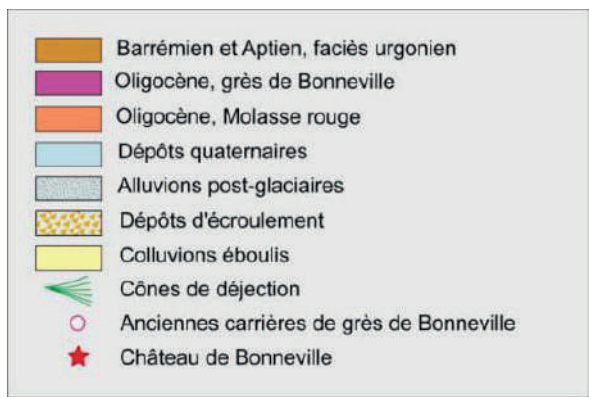 Barrémien et Aptien, faciès urgonien
Oligocène, grès de Bonneville
Oligocène, Molasse rouge
Dépôts quaternaires
Alluvions post-glaciaires
Dépôts d'écroulement
Colluvions éboulis
Cônes de déjection
Anciennes carrières de grès de Bonneville
Château de Bonneville